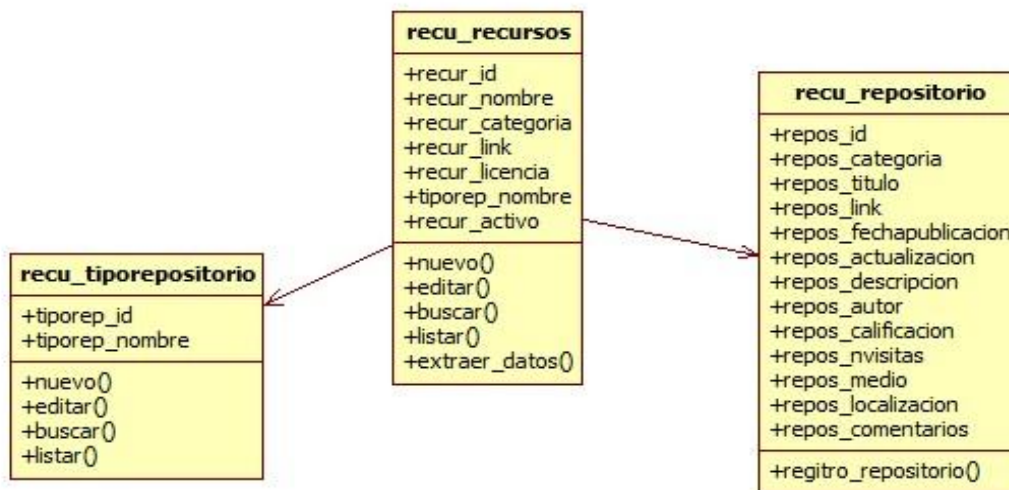 recu_recursos
+recur_id
+recur_nombre
+recur_categoria
+recur_link
+recur_licencia
+tiporep_nombre
+recur_activo
+nuevo()
+editar()
+buscar()
+listar()
+extraer_datos()
recu_tiporepositorio
+tiporep_id
+tiporep_nombre
+nuevo()
+editar()
+buscar()
+listar()
recu_repositorio
+repos_id
+repos_categoria
+repos_titulo
+repos_link
+repos_fechapublicacion
+repos_actualizacion
+repos_descripcion
+repos_autor
+repos_calificacion
+repos_nvisitas
+repos_medio
+repos_localizacion
+repos_comentarios
+regitro_repositorio()